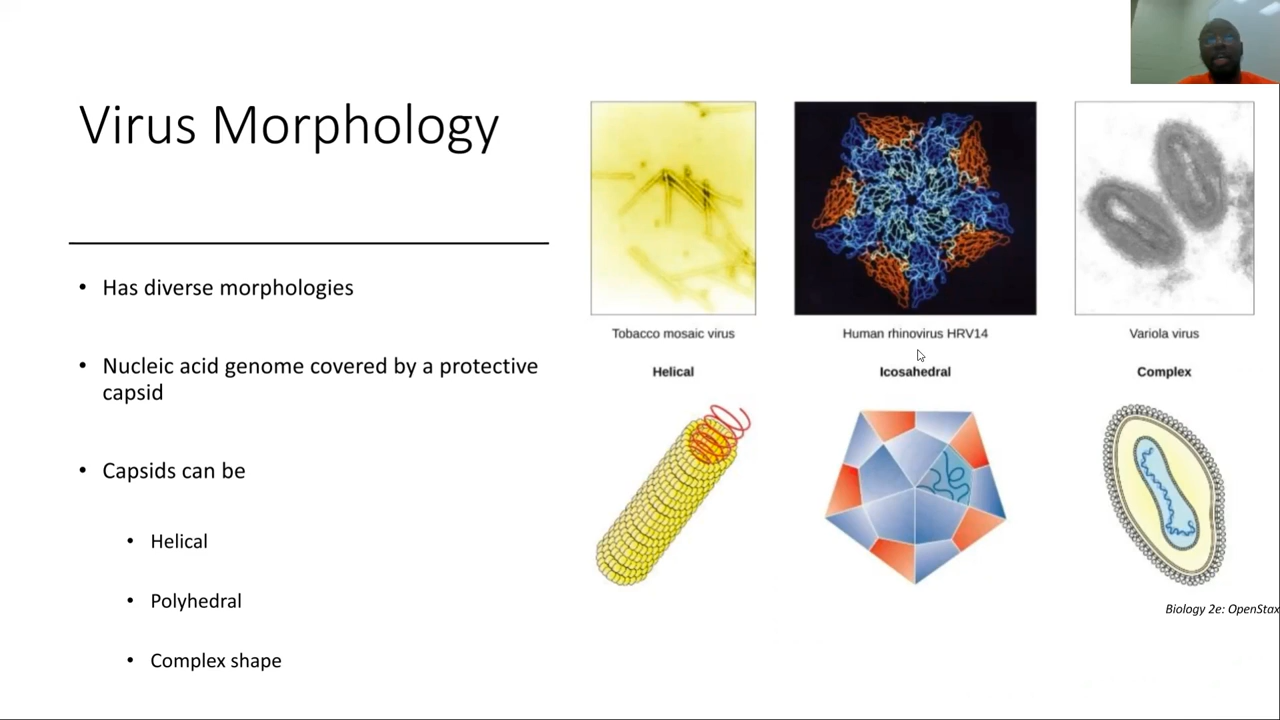 Virus Morphology
• Has diverse morphologies
• Nucleic acid genome covered by a protective
capsid
• Capsids can be
• Helical
• Polyhedral
• Complex shape
Tobacco mosaic virus
Human rhinovirus HRV14
Variola virus
Helical
Icosahedral
Complex
Biology 2e: OpenStax